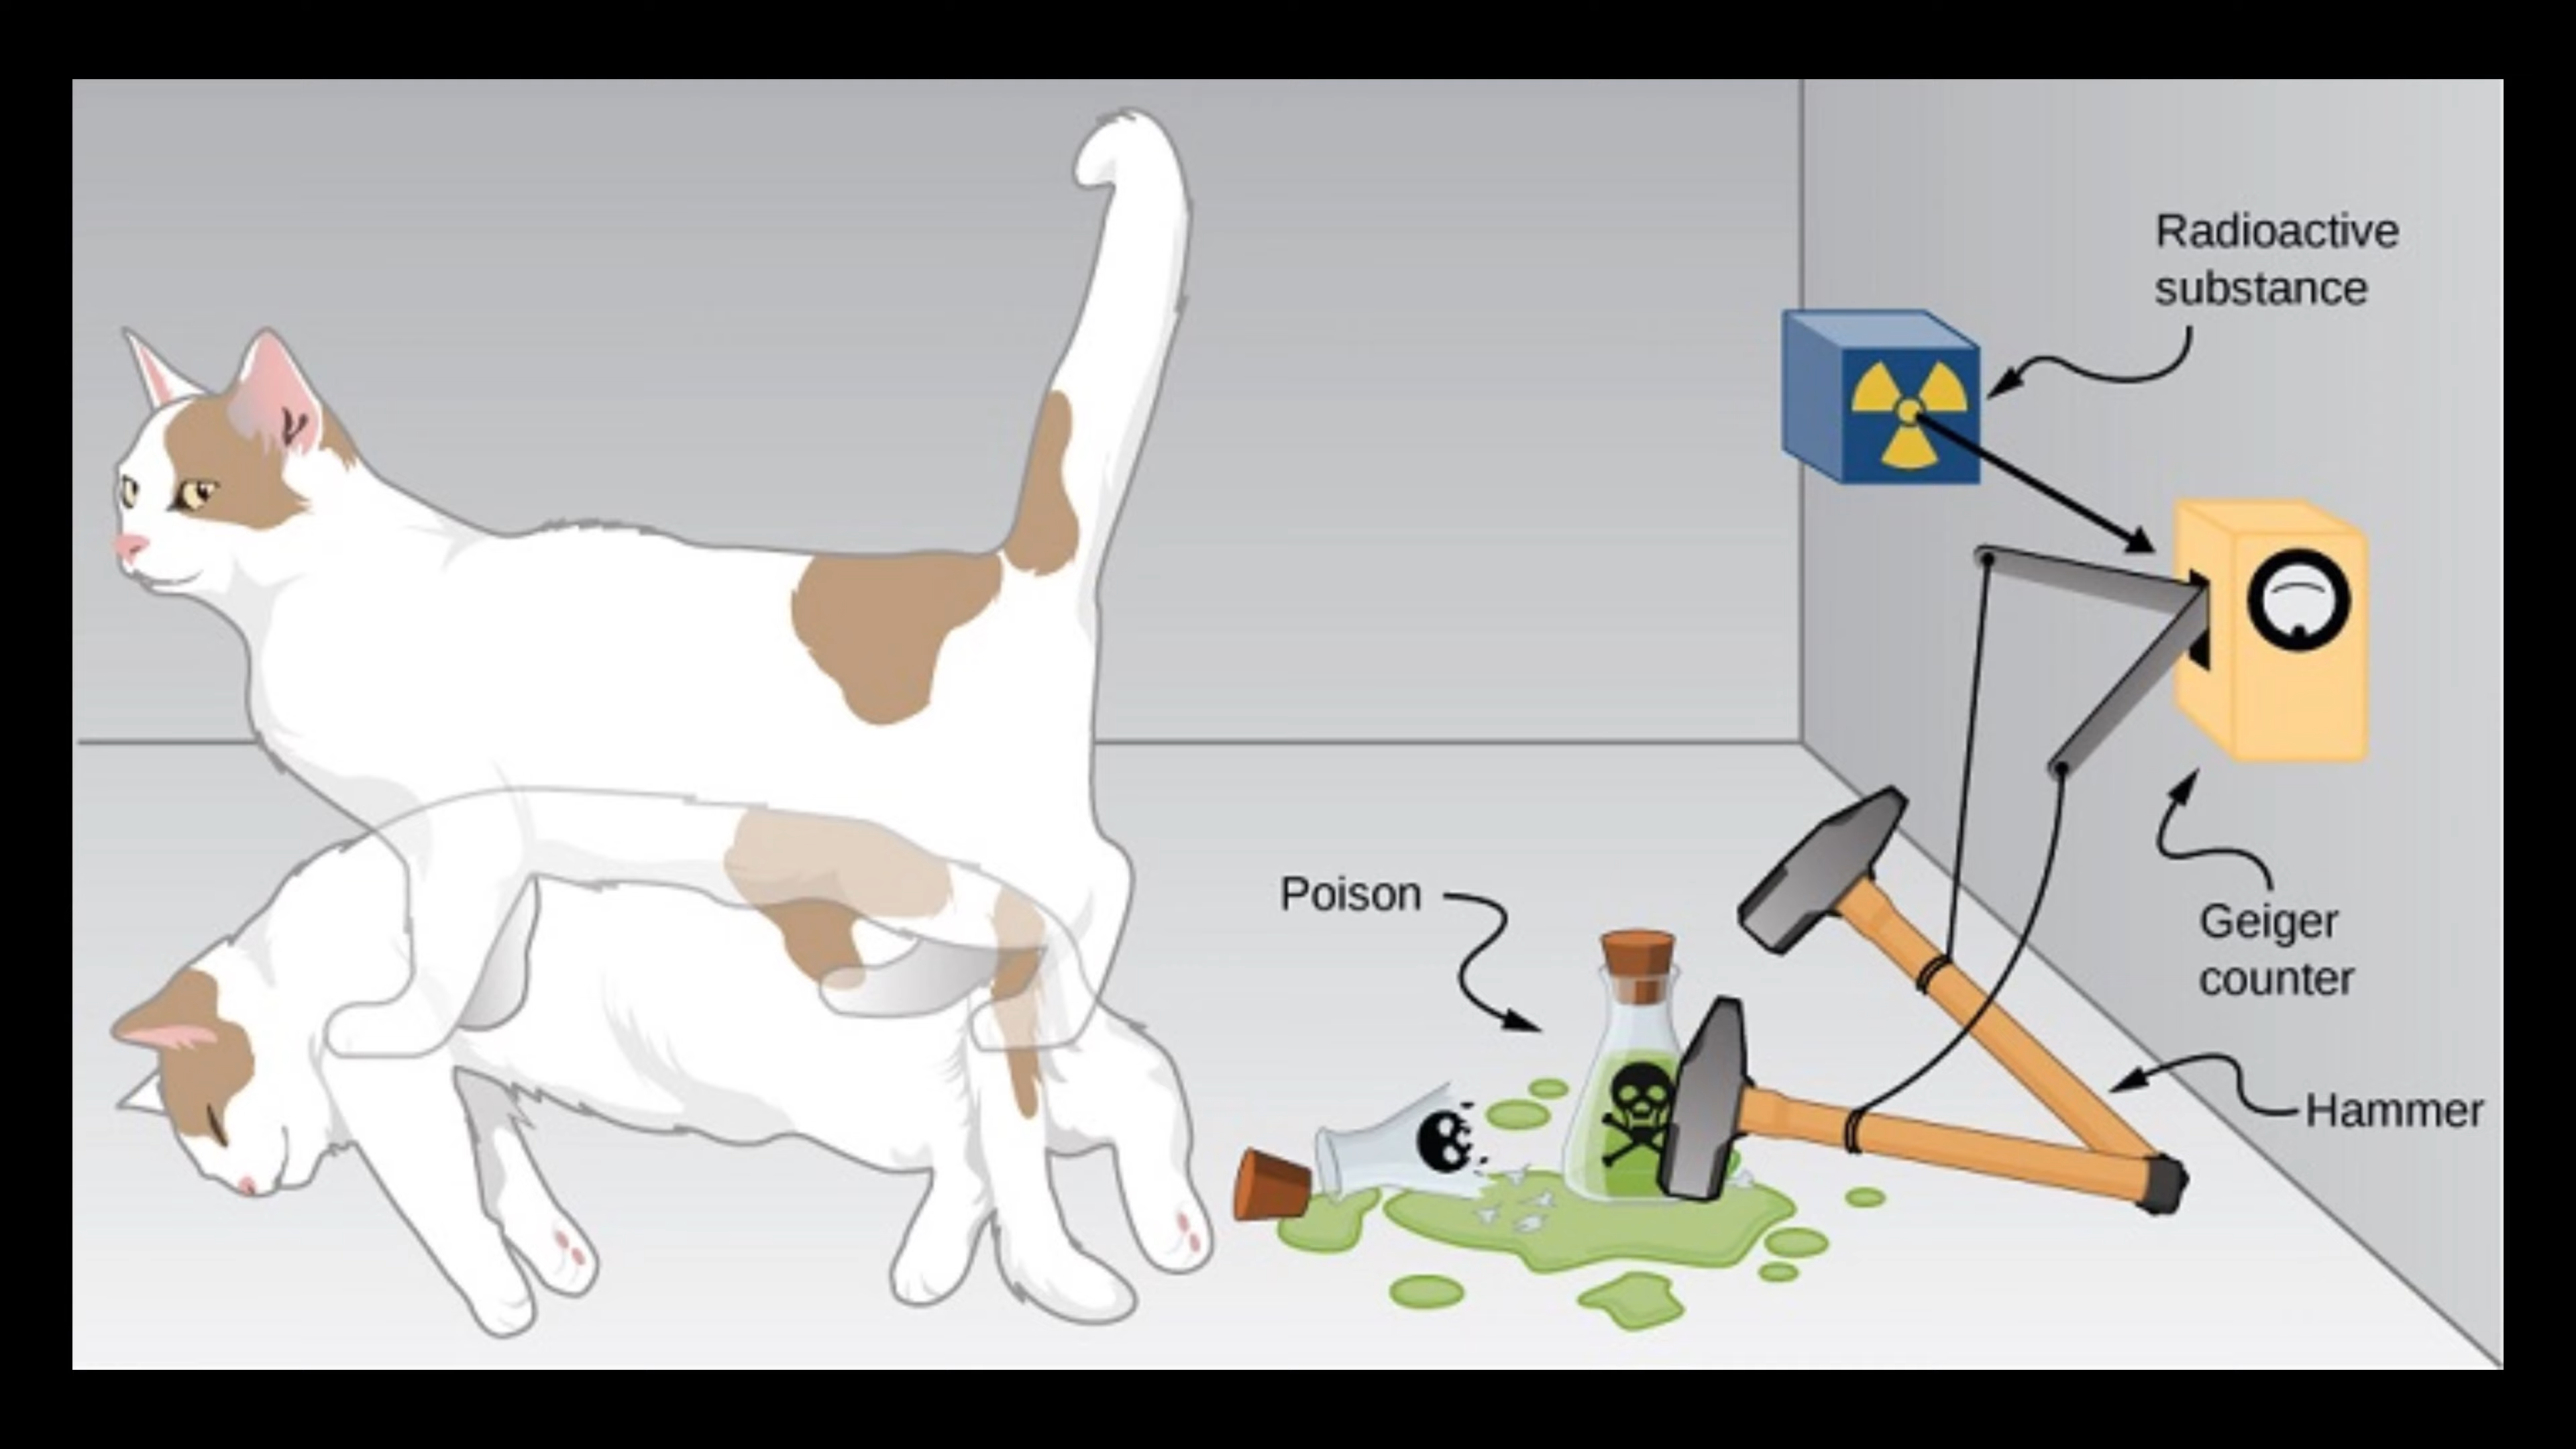 Radioactive
substance
Poison
Geiger
counter
Hammer